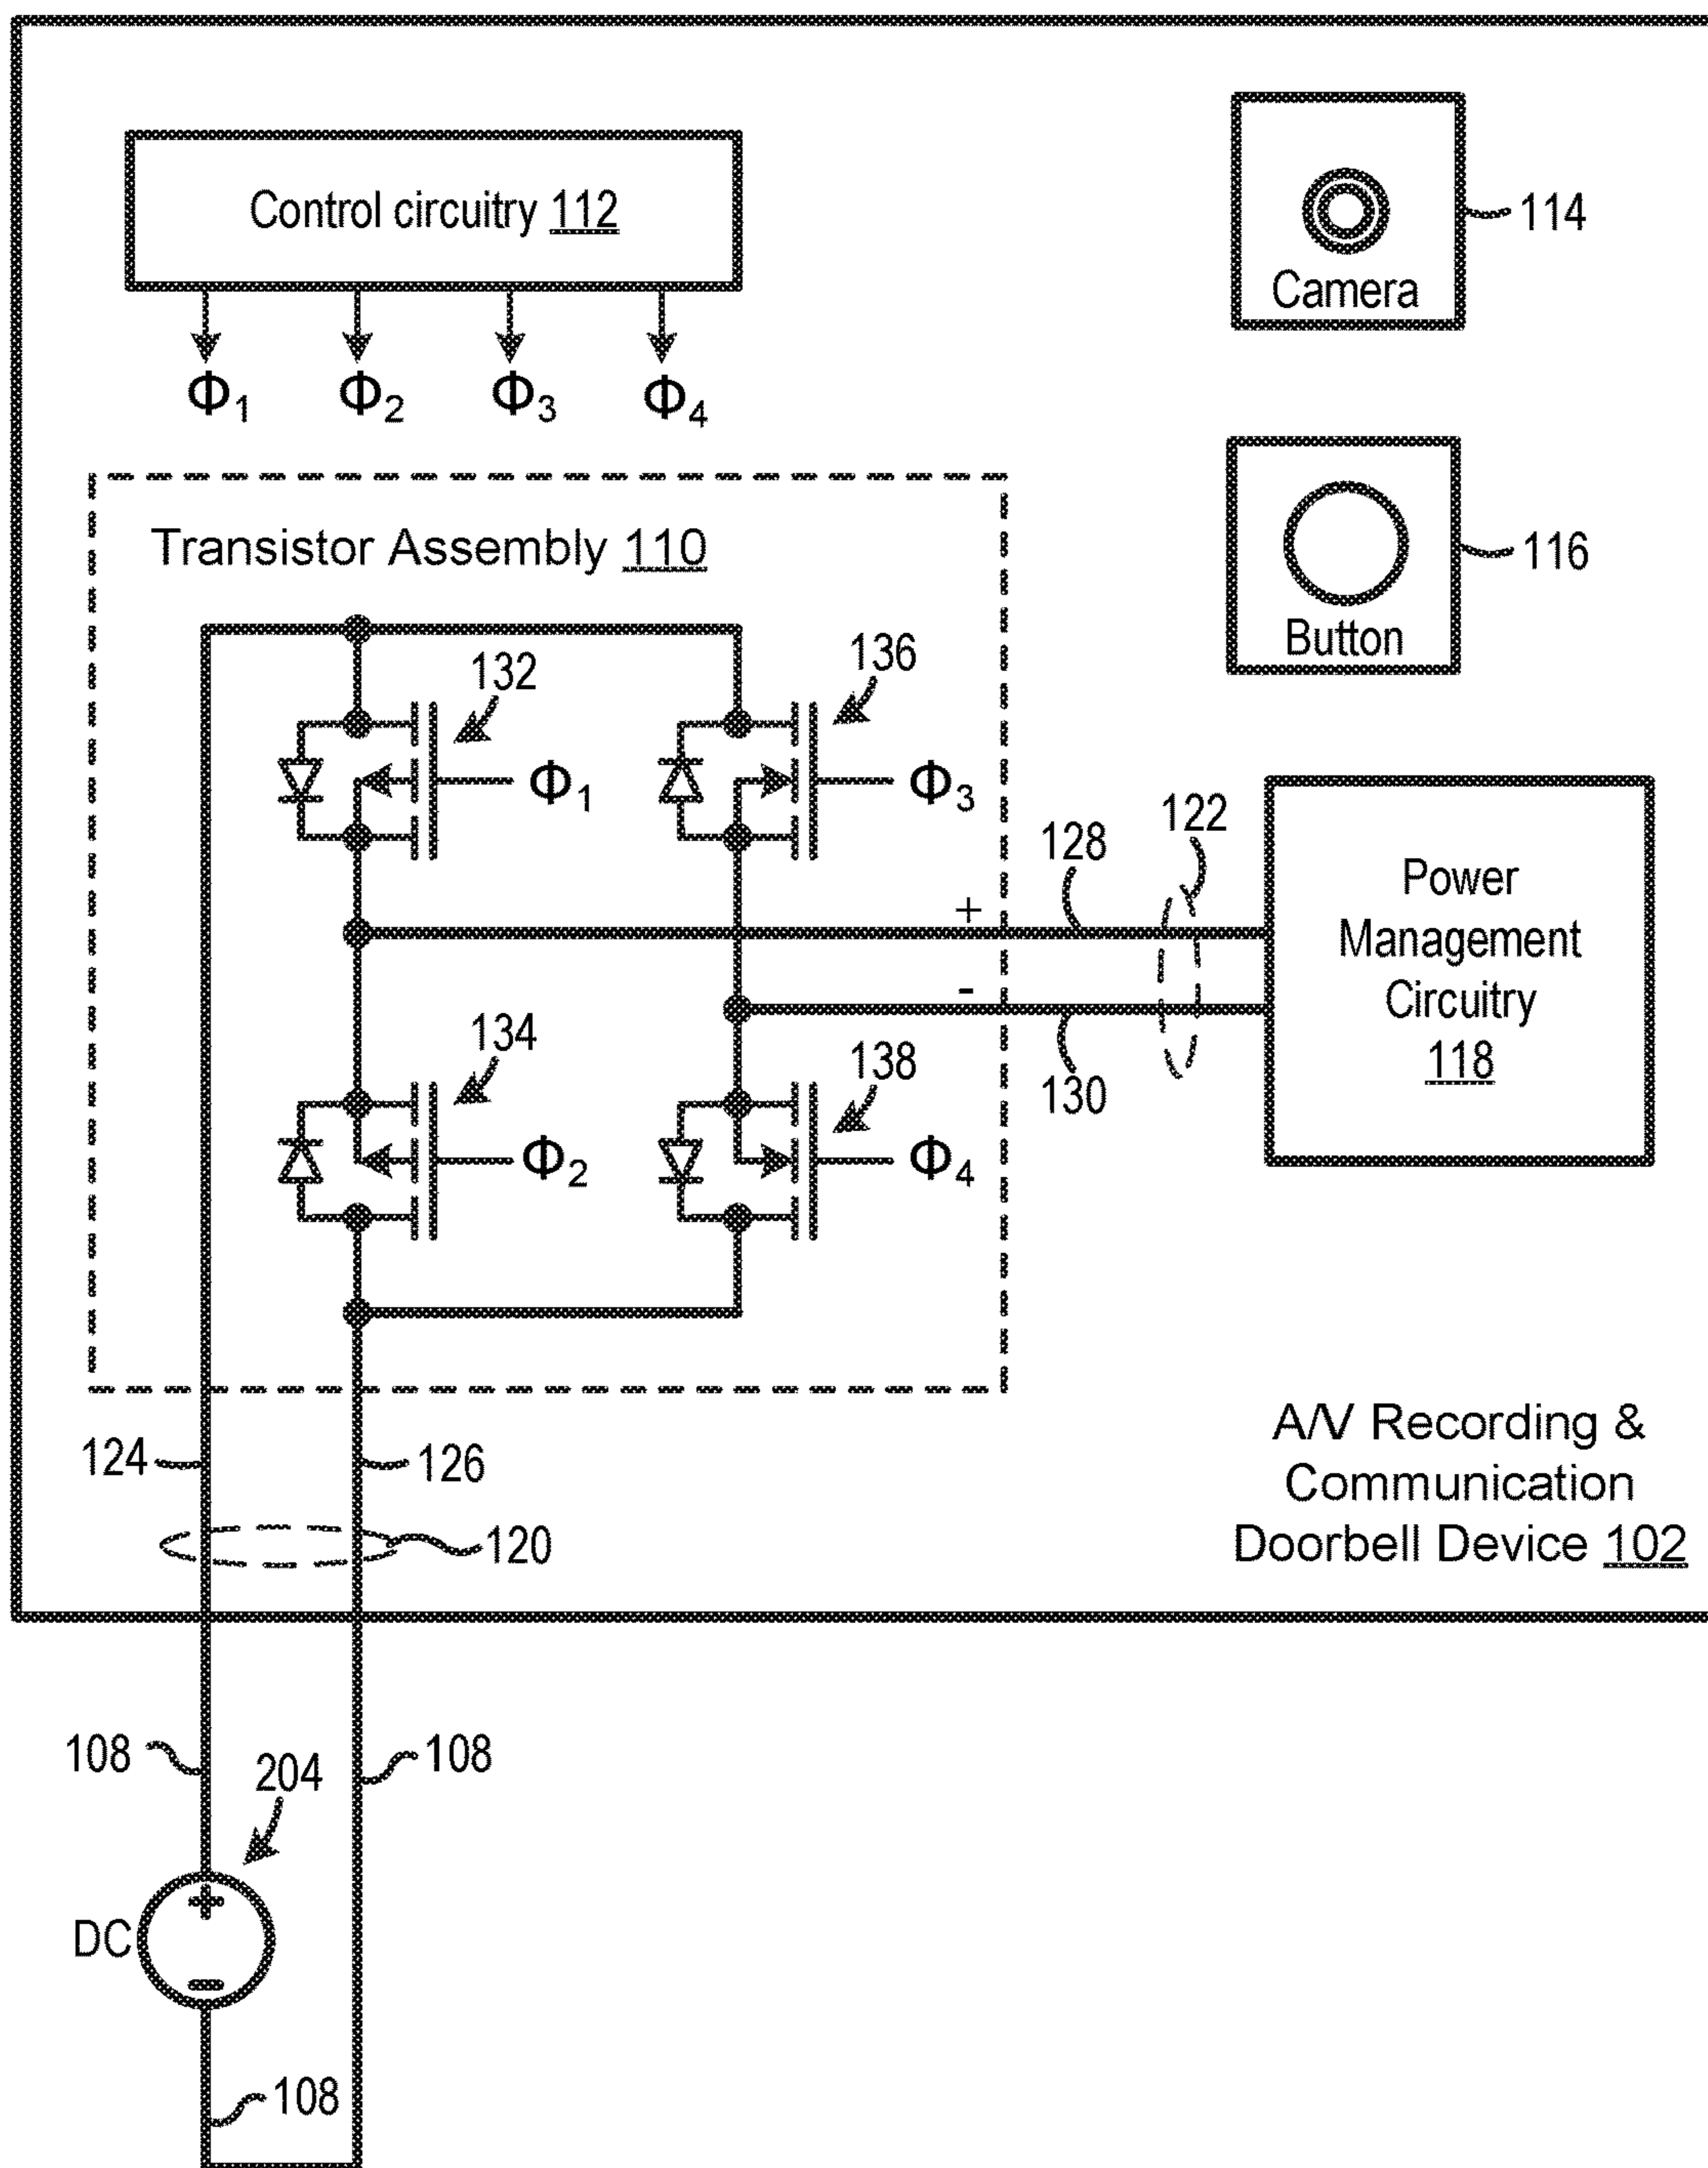 Control circuitry 112
Φ1
Φ2
Φ3
Φ4
Camera
114
Button
116
Transistor Assembly 110
132
Φ1
136
Φ3
134
Φ2
138
Φ4
+
-
128
122
130
Power
Management
Circuitry
118
124
126
120
A/V Recording &
Communication
Doorbell Device 102
108
108
204
DC
+
−
108